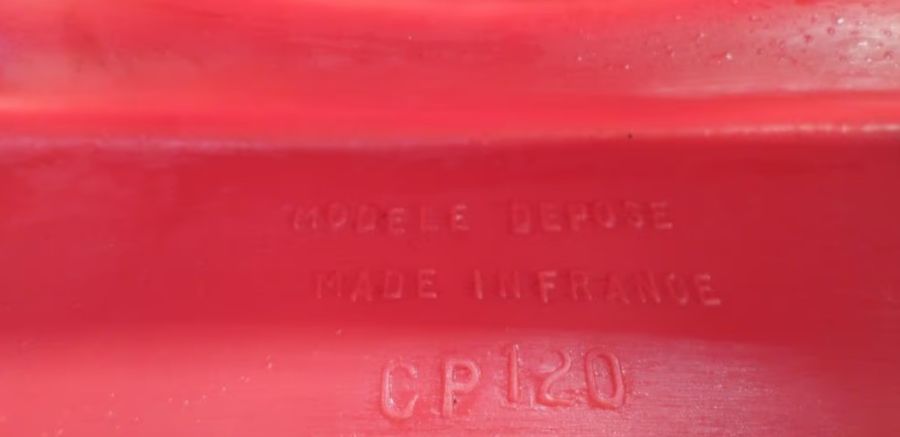 MODELE DEPOSE
MADE IN FRANCE
CP120